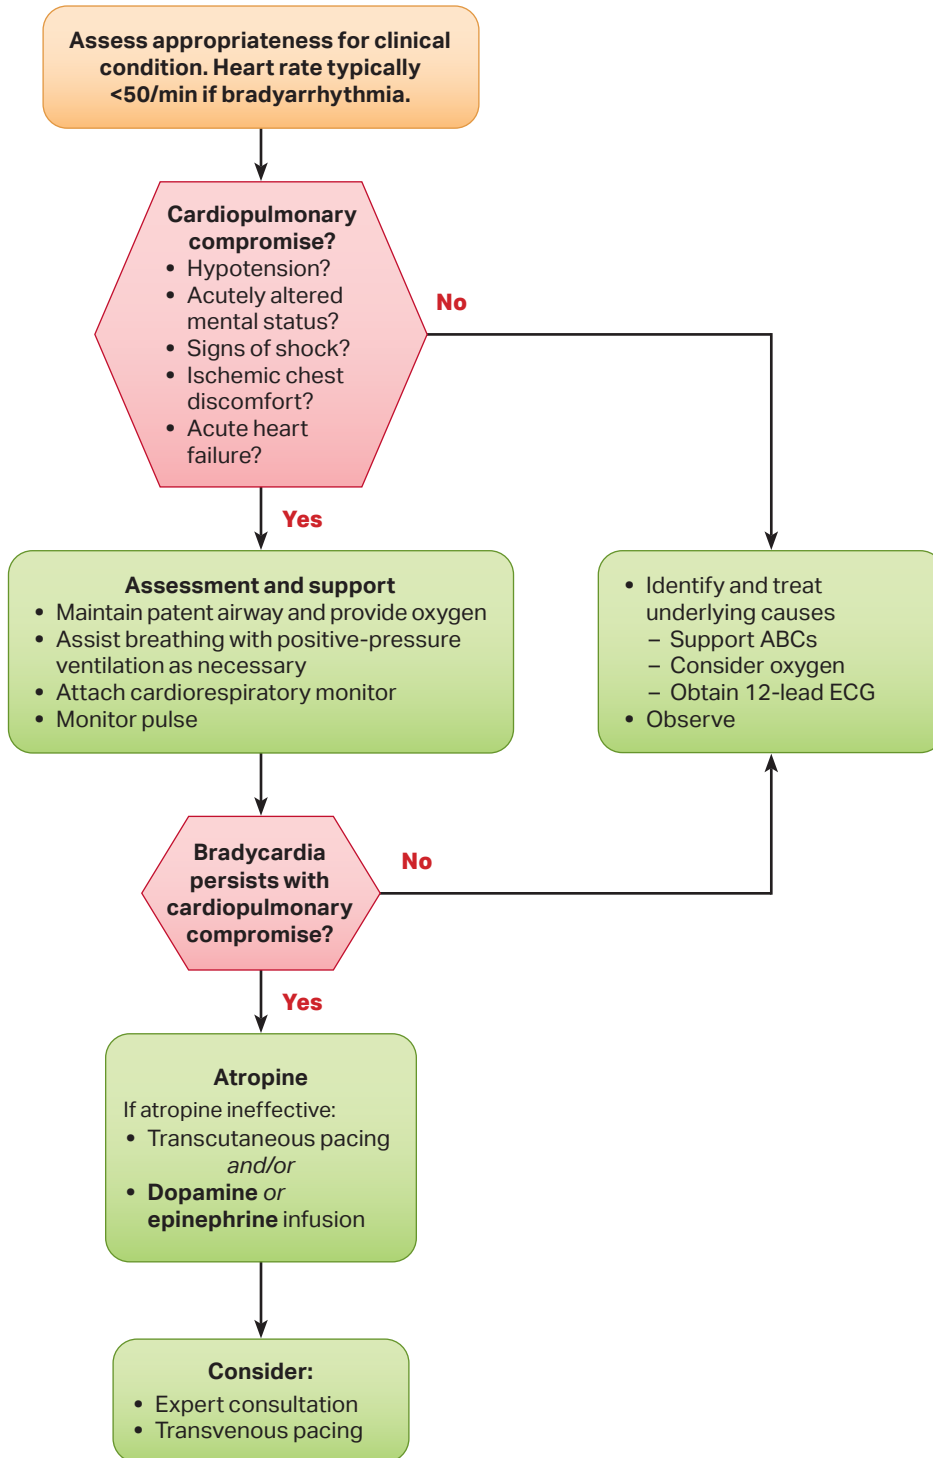 Assess appropriateness for clinical
condition. Heart rate typically
<50/min if bradyarrhythmia.
Cardiopulmonary
compromise?
• Hypotension?
• Acutely altered
mental status?
• Signs of shock?
• Ischemic chest
discomfort?
• Acute heart
failure?
No
Yes
Assessment and support
• Maintain patent airway and provide oxygen
• Assist breathing with positive-pressure
ventilation as necessary
• Attach cardiorespiratory monitor
• Monitor pulse
• Identify and treat
underlying causes
– Support ABCs
– Consider oxygen
– Obtain 12-lead ECG
• Observe
Bradycardia
persists with
cardiopulmonary
compromise?
No
Yes
Atropine
If atropine ineffective:
• Transcutaneous pacing
and/or
• Dopamine or
epinephrine infusion
Consider:
• Expert consultation
• Transvenous pacing